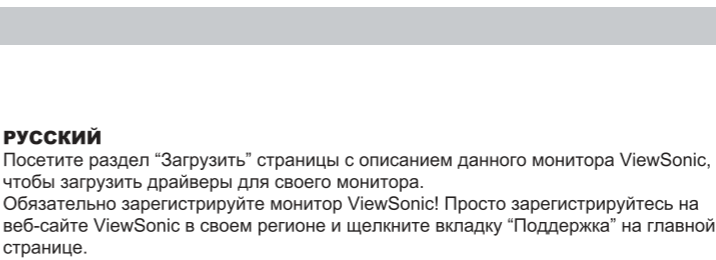 РУССКИЙ
Посетите раздел “Загрузить” страницы с описанием данного монитора ViewSonic,
чтобы загрузить драйверы для своего монитора.
Обязательно зарегистрируйте монитор ViewSonic! Просто зарегистрируйтесь на
веб-сайте ViewSonic в своем регионе и щелкните вкладку “Поддержка” на главной
странице.